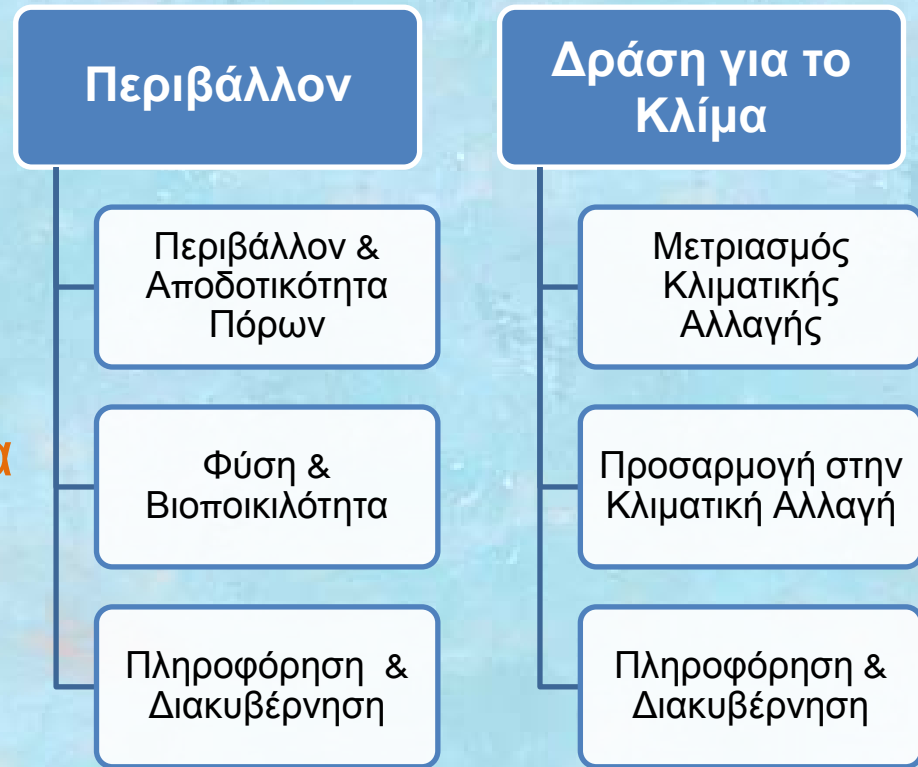 Περιβάλλον
Περιβάλλον &
Αποδοτικότητα
Πόρων
Φύση &
Βιοποικιλότητα
Πληροφόρηση &
Διακυβέρνηση
Δράση για το
Κλίμα
Μετριασμός
Κλιματικής
Αλλαγής
Προσαρμογή στην
Κλιματική Αλλαγή
Πληροφόρηση &
Διακυβέρνηση